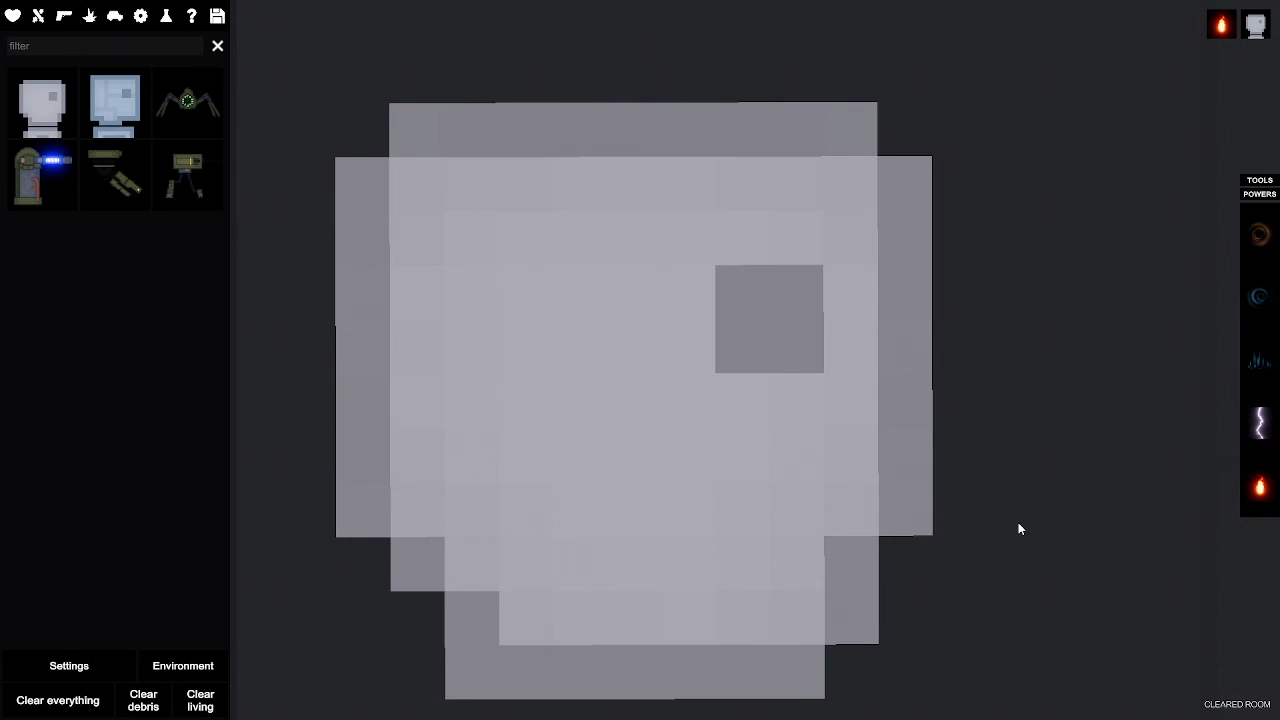 filter
TOOLS
POWERS
Settings
Environment
Clear everything
Clear
debris
Clear
living
CLEARED ROOM